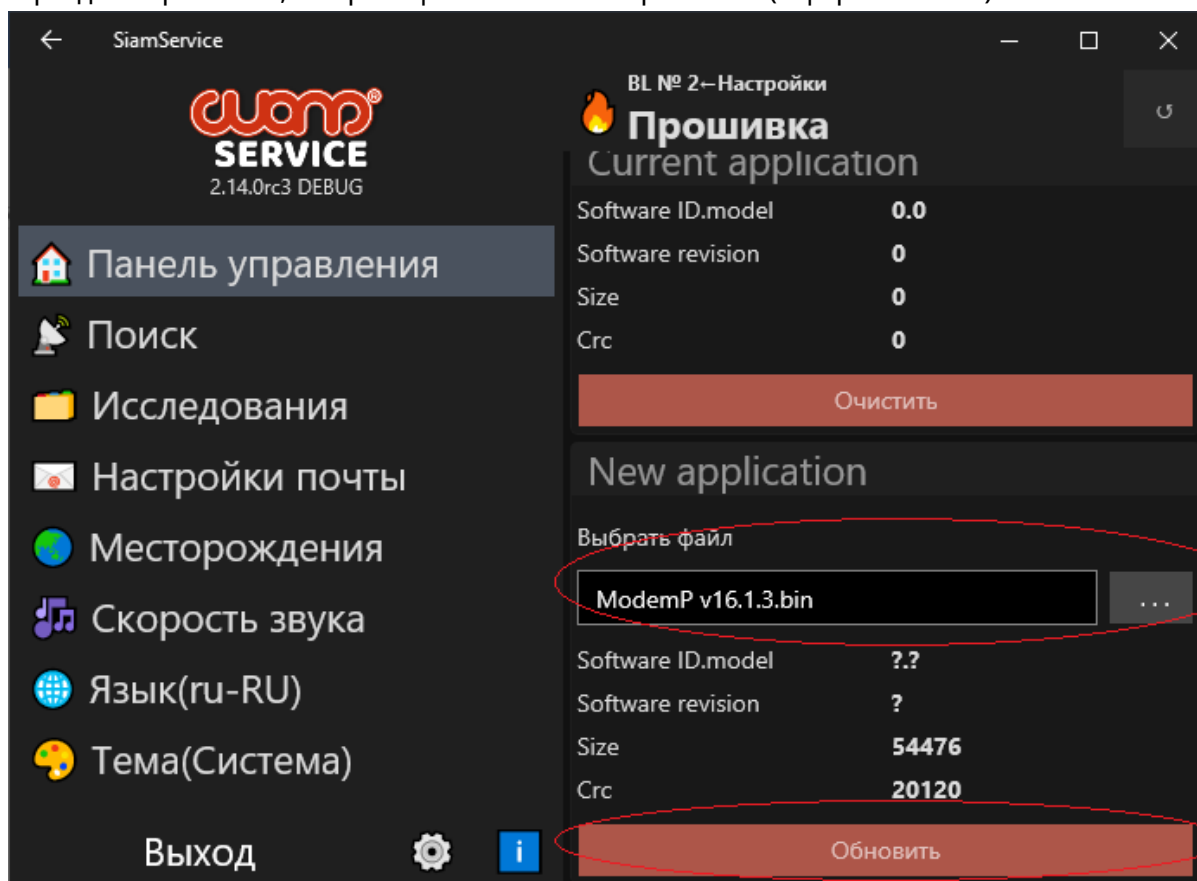 SiamService
СИАМ®
SERVICE
2.14.0rc3 DEBUG
Панель управления
Поиск
Исследования
Настройки почты
Месторождения
Скорость звука
Язык(ru-RU)
Тема(Система)
Выход
BL № 2←Настройки
Прошивка
Current application
Software ID.model 0.0
Software revision 0
Size 0
Crc 0
Очистить
New application
Выбрать файл
ModemP v16.1.3.bin ...
Software ID.model ?.?
Software revision ?
Size 54476
Crc 20120
Обновить